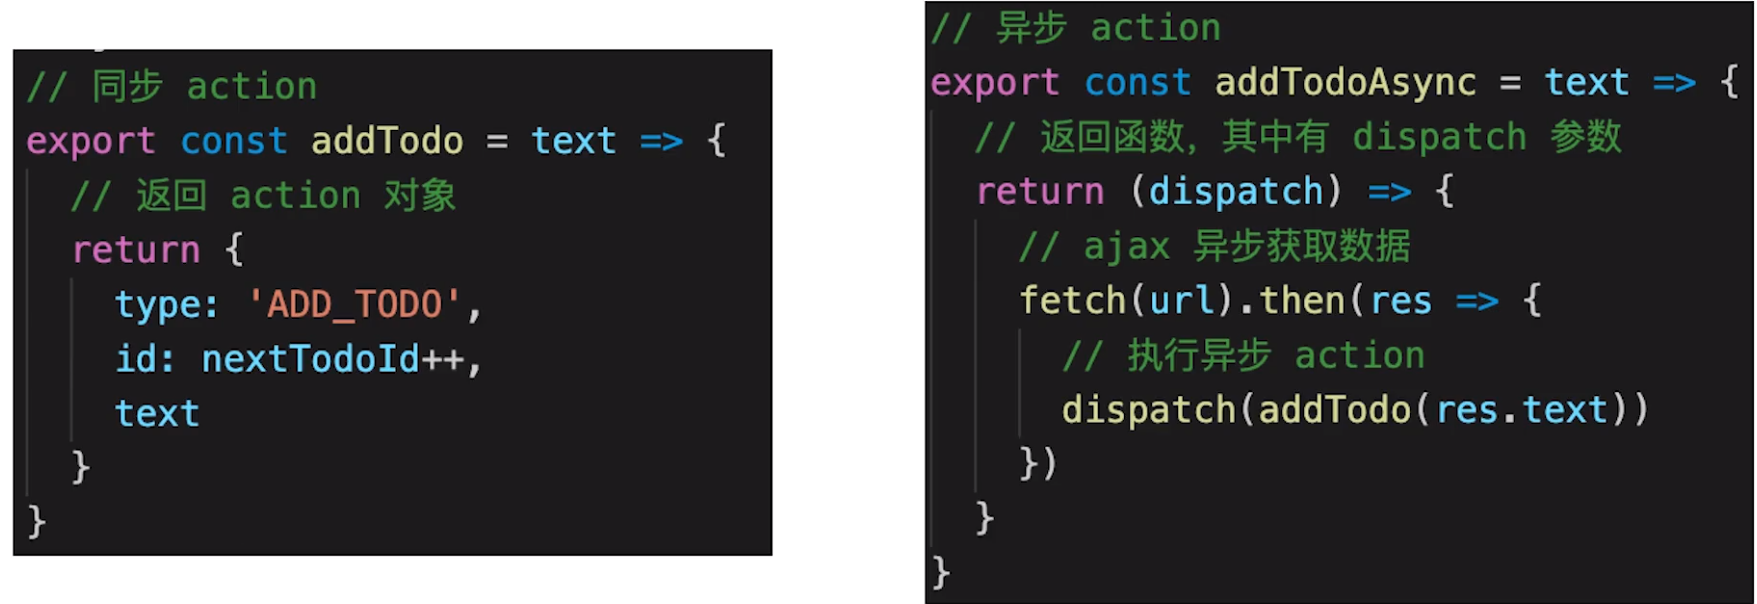 // 同步 action
export const addTodo = text => {
// 返回 action 对象
return {
type: 'ADD_TODO',
id: nextTodoId++,
text
}
}
// 异步 action
export const addTodoAsync = text => {
// 返回函数，其中有 dispatch 参数
return (dispatch) => {
// ajax 异步获取数据
fetch(url).then(res => {
// 执行异步 action
dispatch(addTodo(res.text))
})
}
}